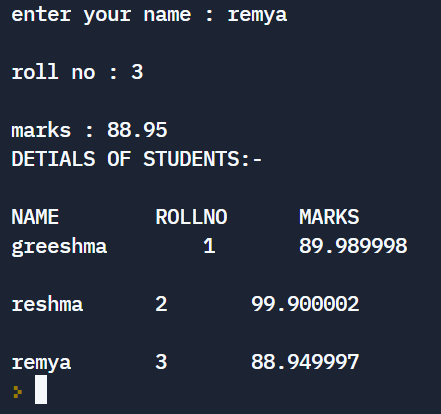 enter your name : remya
roll no : 3
marks : 88.95
DETIALS OF STUDENTS:-
NAME        ROLLNO      MARKS
greeshma        1       89.989998
reshma      2       99.900002
remya       3       88.949997
>